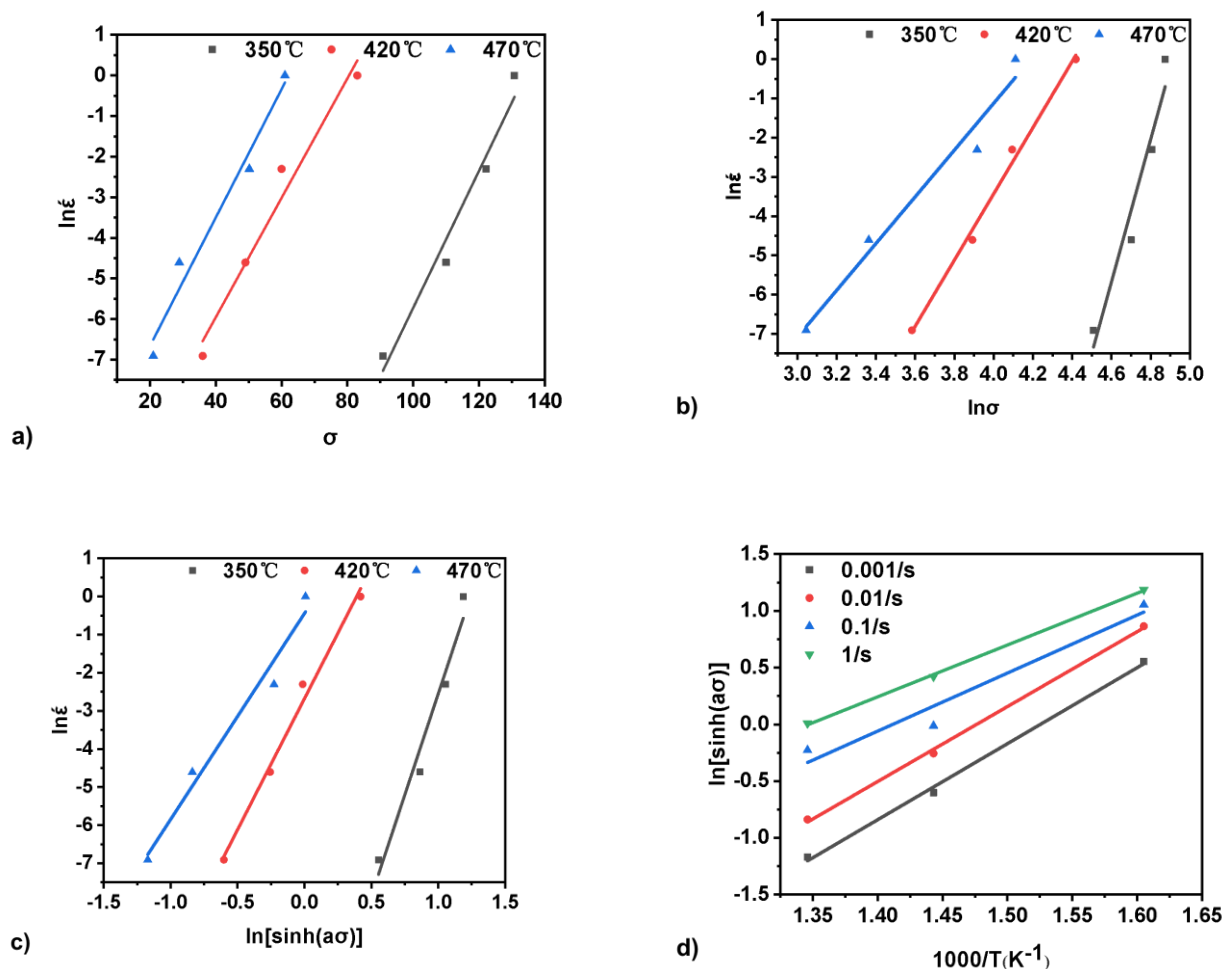 350℃ 420℃ 470℃
1
0
-1
-2
-3
-4
-5
-6
-7
lnέ
20 40 60 80 100 120 140
σ
a)
350℃ 420℃ 470℃
1
0
-1
-2
-3
-4
-5
-6
-7
lnέ
3.0 3.2 3.4 3.6 3.8 4.0 4.2 4.4 4.6 4.8 5.0
lnσ
b)
350℃ 420℃ 470℃
1
0
-1
-2
-3
-4
-5
-6
-7
lnέ
-1.5 -1.0 -0.5 0.0 0.5 1.0 1.5
ln[sinh(aσ)]
c)
0.001/s
0.01/s
0.1/s
1/s
1.5
1.0
0.5
0.0
-0.5
-1.0
-1.5
ln[sinh(aσ)]
1.35 1.40 1.45 1.50 1.55 1.60 1.65
1000/T(K-1)
d)